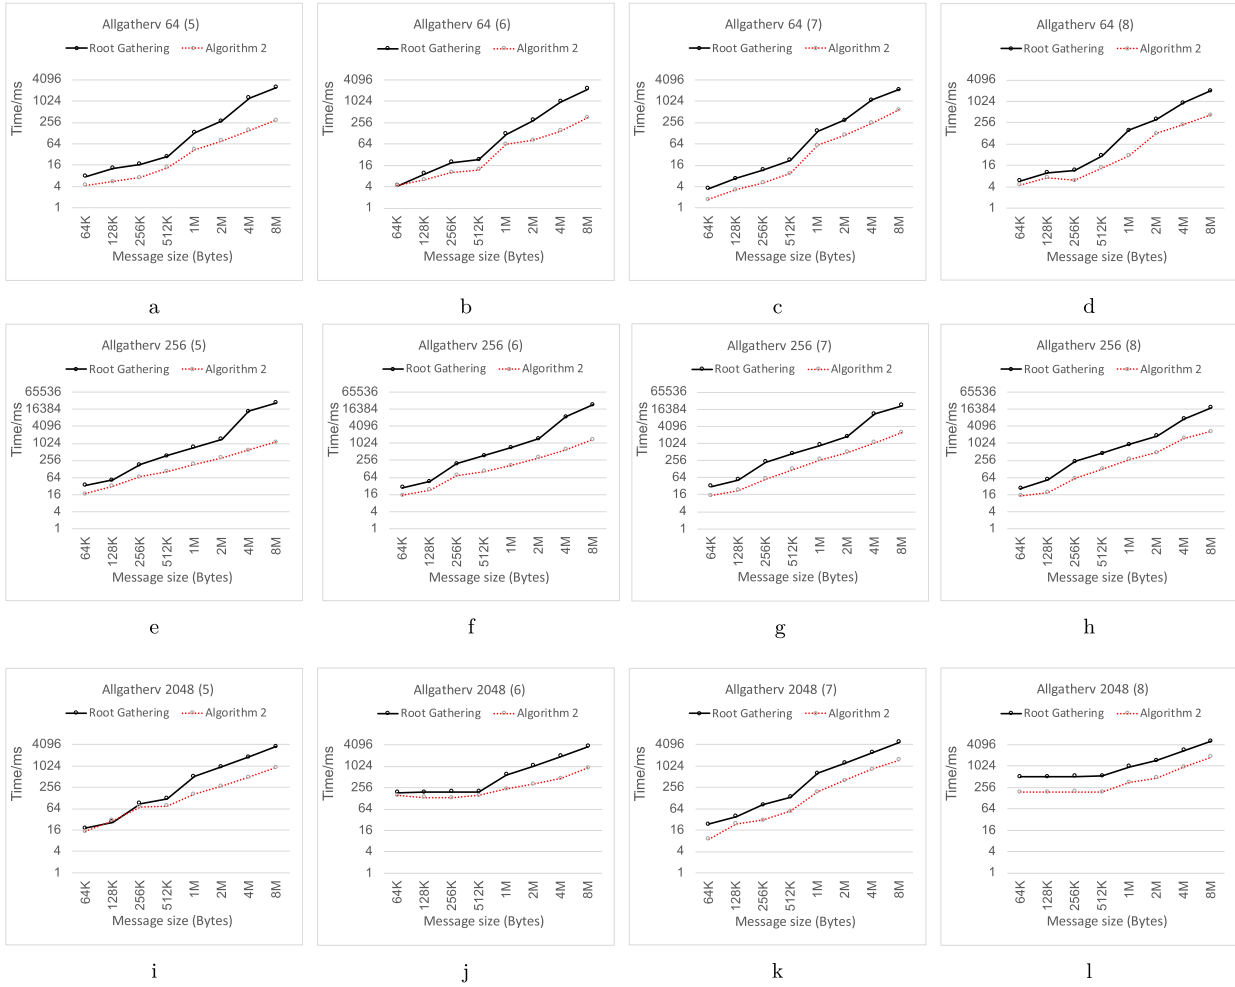 Allgatherv 64 (5)
Root Gathering Algorithm 2
Time/ms
4096
1024
256
64
16
4
1
64K 128K 256K 512K 1M 2M 4M 8M
Message size (Bytes)
a
Allgatherv 64 (6)
Root Gathering Algorithm 2
Time/ms
4096
1024
256
64
16
4
1
64K 128K 256K 512K 1M 2M 4M 8M
Message size (Bytes)
b
Allgatherv 64 (7)
Root Gathering Algorithm 2
Time/ms
4096
1024
256
64
16
4
1
64K 128K 256K 512K 1M 2M 4M 8M
Message size (Bytes)
c
Allgatherv 64 (8)
Root Gathering Algorithm 2
Time/ms
4096
1024
256
64
16
4
1
64K 128K 256K 512K 1M 2M 4M 8M
Message size (Bytes)
d
Allgatherv 256 (5)
Root Gathering Algorithm 2
Time/ms
65536
16384
4096
1024
256
64
16
4
1
64K 128K 256K 512K 1M 2M 4M 8M
Message size (Bytes)
e
Allgatherv 256 (6)
Root Gathering Algorithm 2
Time/ms
65536
16384
4096
1024
256
64
16
4
1
64K 128K 256K 512K 1M 2M 4M 8M
Message size (Bytes)
f
Allgatherv 256 (7)
Root Gathering Algorithm 2
Time/ms
65536
16384
4096
1024
256
64
16
4
1
64K 128K 256K 512K 1M 2M 4M 8M
Message size (Bytes)
g
Allgatherv 256 (8)
Root Gathering Algorithm 2
Time/ms
65536
16384
4096
1024
256
64
16
4
1
64K 128K 256K 512K 1M 2M 4M 8M
Message size (Bytes)
h
Allgatherv 2048 (5)
Root Gathering Algorithm 2
Time/ms
4096
1024
256
64
16
4
1
64K 128K 256K 512K 1M 2M 4M 8M
Message size (Bytes)
i
Allgatherv 2048 (6)
Root Gathering Algorithm 2
Time/ms
4096
1024
256
64
16
4
1
64K 128K 256K 512K 1M 2M 4M 8M
Message size (Bytes)
j
Allgatherv 2048 (7)
Root Gathering Algorithm 2
Time/ms
4096
1024
256
64
16
4
1
64K 128K 256K 512K 1M 2M 4M 8M
Message size (Bytes)
k
Allgatherv 2048 (8)
Root Gathering Algorithm 2
Time/ms
4096
1024
256
64
16
4
1
64K 128K 256K 512K 1M 2M 4M 8M
Message size (Bytes)
l